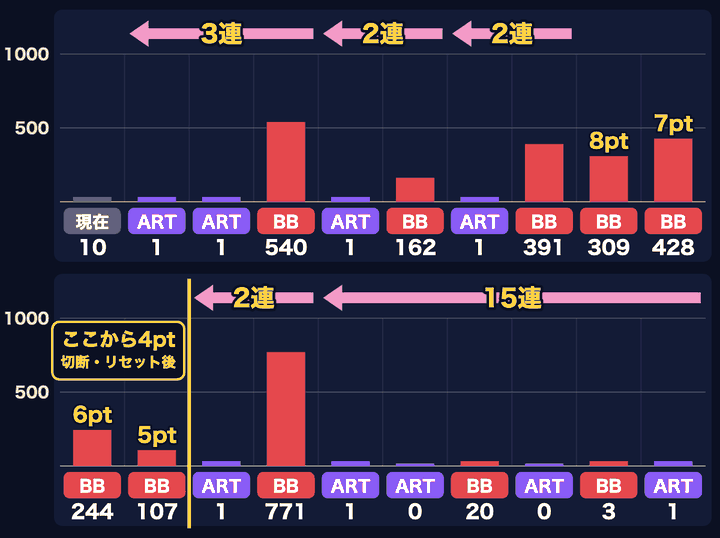 3連 2連 2連
1000
500
8pt 7pt
現在 ART ART BB ART BB ART BB BB BB
10 1 1 540 1 162 1 391 309 428
2連 15連
1000
ここから4pt
切断・リセット後
500
6pt 5pt
BB BB ART BB ART ART BB ART BB ART
244 107 1 771 1 0 20 0 3 1